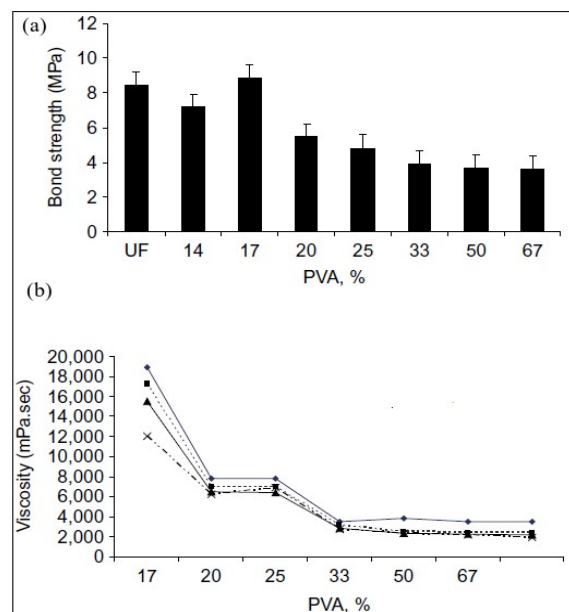 (a)
12
10
8
6
4
2
0
Bond strength (MPa)
UF 14 17 20 25 33 50 67
PVA, %
(b)
20,000
18,000
16,000
14,000
12,000
10,000
8,000
6,000
4,000
2,000
0
Viscosity (mPa.sec)
17 20 25 33 50 67
PVA, %